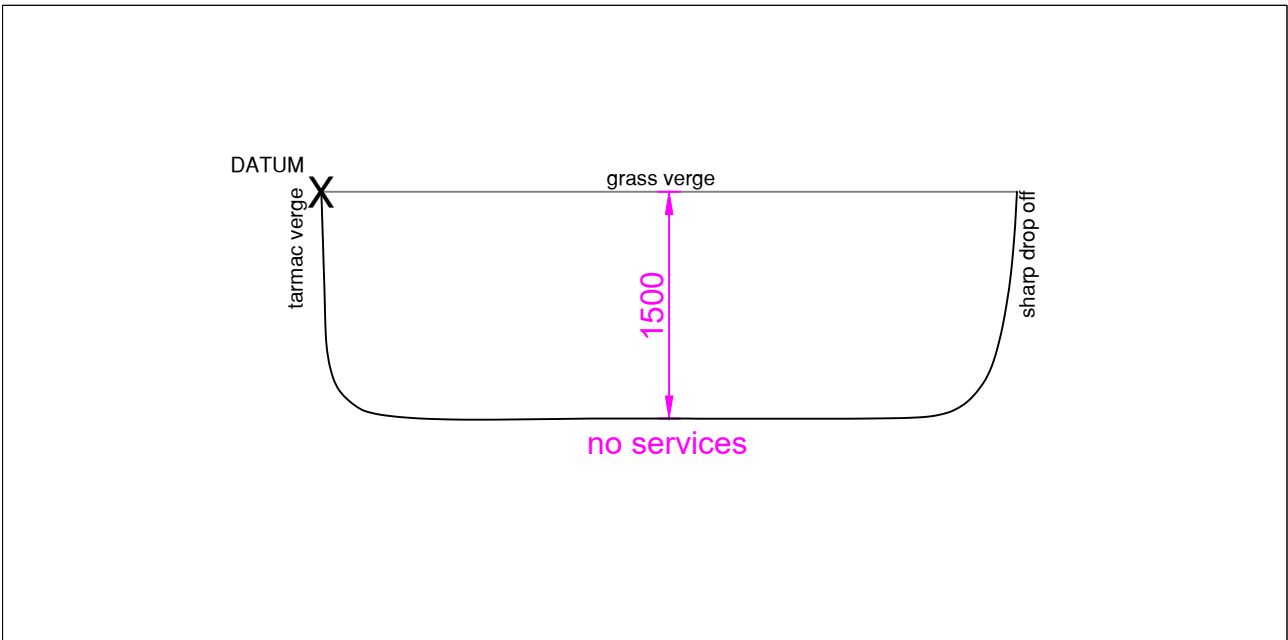 DATUM
X
grass verge
tarmac verge
sharp drop off
1500
no services